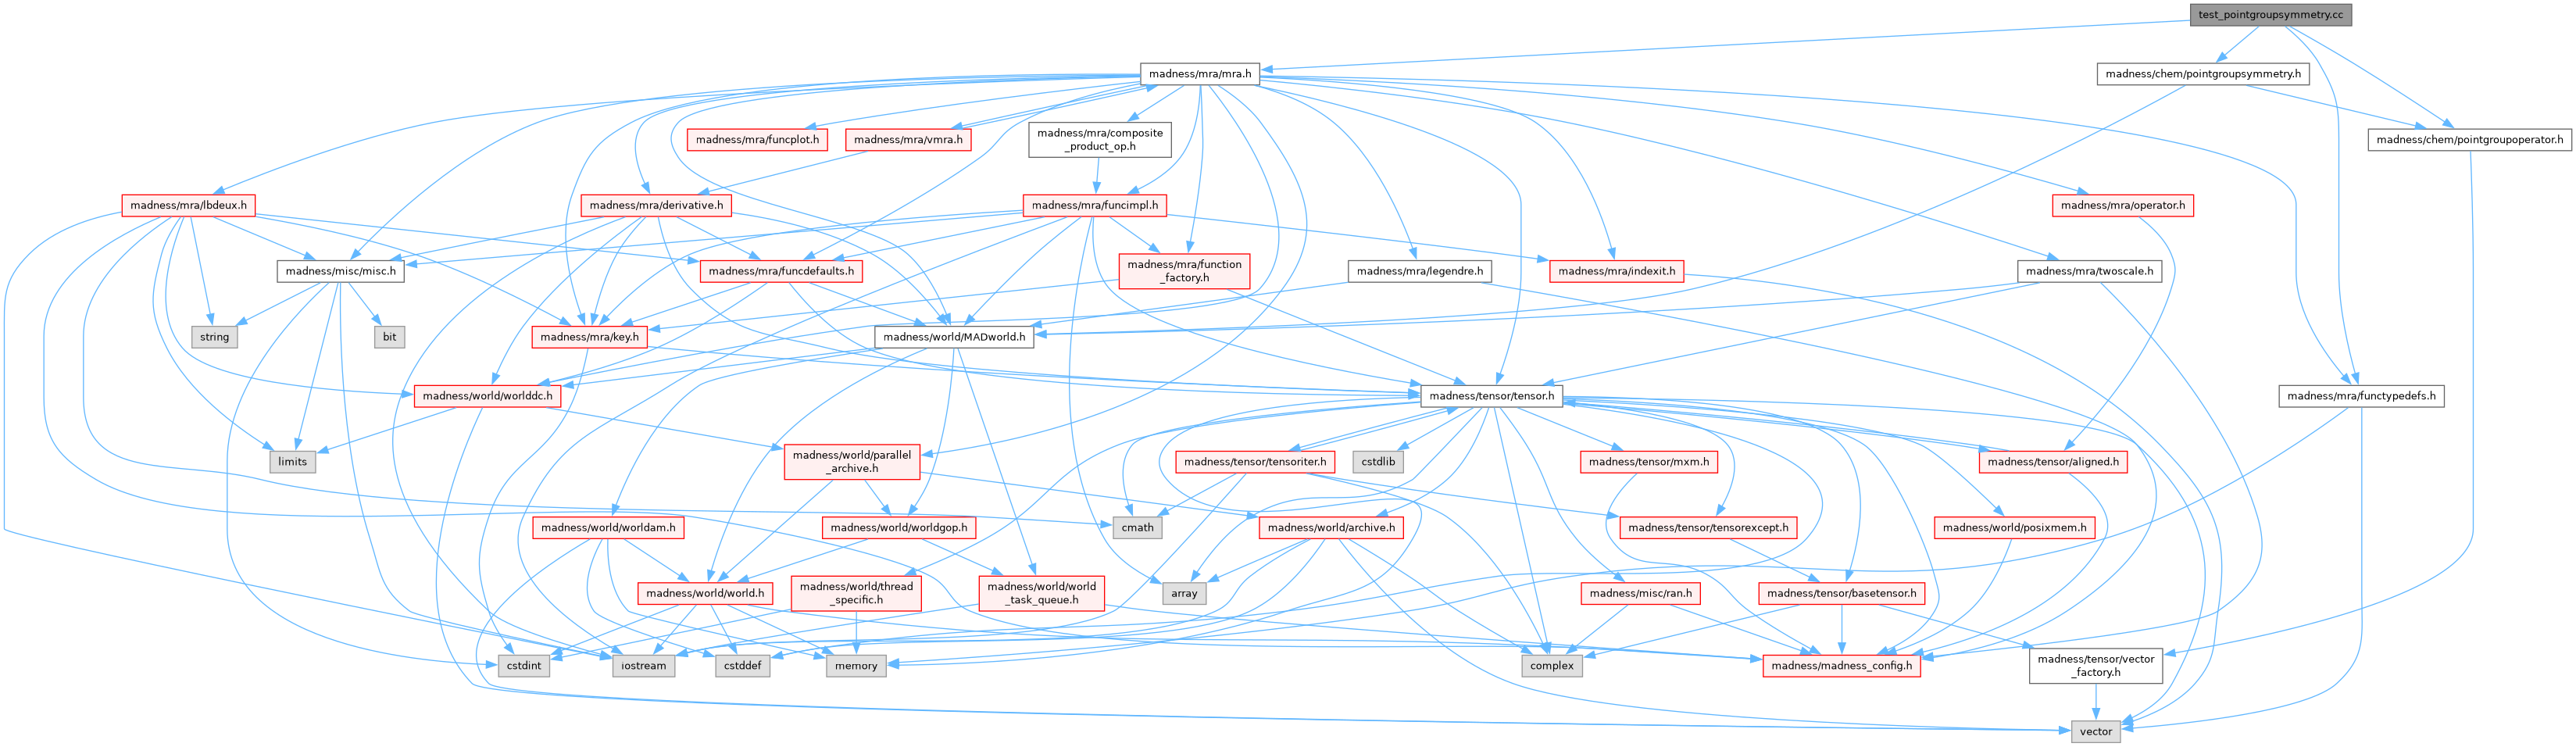 test_pointgroupsymmetry.cc
madness/mra/mra.h
madness/chem/pointgroupsymmetry.h
madness/mra/funcplot.h
madness/mra/vmra.h
madness/mra/composite
_product_op.h
madness/chem/pointgroupoperator.h
madness/mra/lbdeux.h
madness/mra/derivative.h
madness/mra/funcimpl.h
madness/mra/operator.h
madness/misc/misc.h
madness/mra/funcdefaults.h
madness/mra/function
_factory.h
madness/mra/legendre.h
madness/mra/indexit.h
madness/mra/twoscale.h
string
bit
madness/mra/key.h
madness/world/MADworld.h
madness/world/worlddc.h
madness/tensor/tensor.h
madness/mra/functypedefs.h
limits
madness/world/parallel
_archive.h
madness/tensor/tensoriter.h
cstdlib
madness/tensor/mxm.h
madness/tensor/aligned.h
madness/world/worldam.h
madness/world/worldgop.h
cmath
madness/world/archive.h
madness/tensor/tensorexcept.h
madness/world/posixmem.h
madness/world/world.h
madness/world/thread
_specific.h
madness/world/world
_task_queue.h
array
madness/misc/ran.h
madness/tensor/basetensor.h
cstdint
iostream
cstddef
memory
complex
madness/madness_config.h
madness/tensor/vector
_factory.h
vector